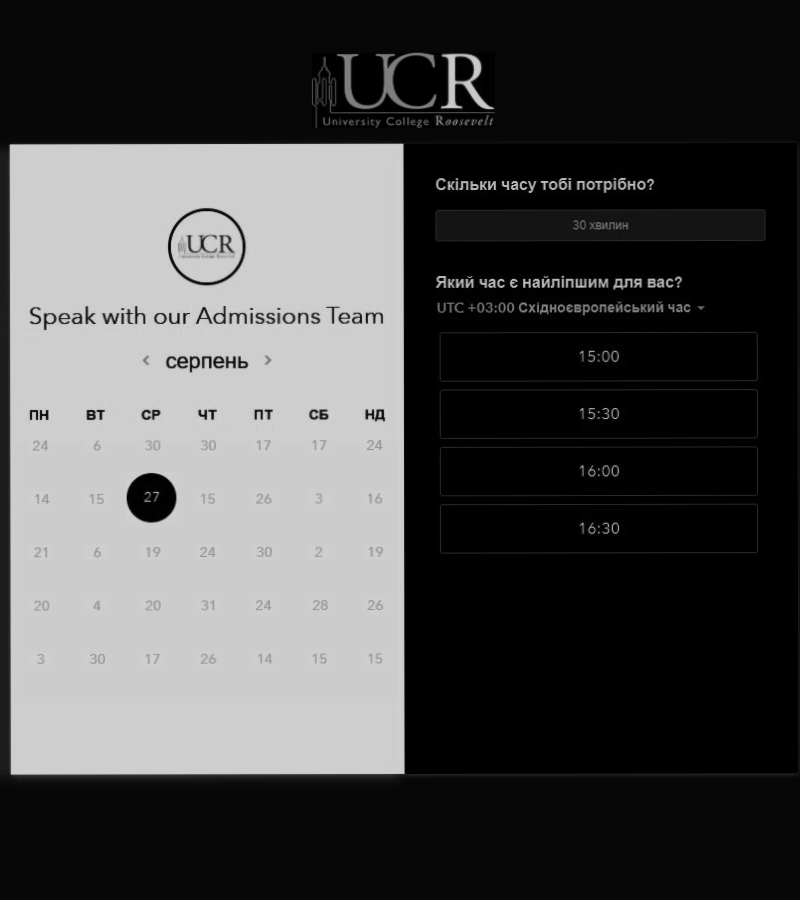 UCR
University College Roosevelt
UCR
University College Roosevelt
Speak with our Admissions Team
серпень
ПН ВТ СР ЧТ ПТ СБ НД
24 6 30 30 17 17 24
14 15 27 15 26 3 16
21 6 19 24 30 2 19
20 4 20 31 24 28 26
3 30 17 26 14 15 15
Скільки часу тобі потрібно?
30 хвилин
Який час є найліпшим для вас?
UTC +03:00 Східноєвропейський час
15:00
15:30
16:00
16:30